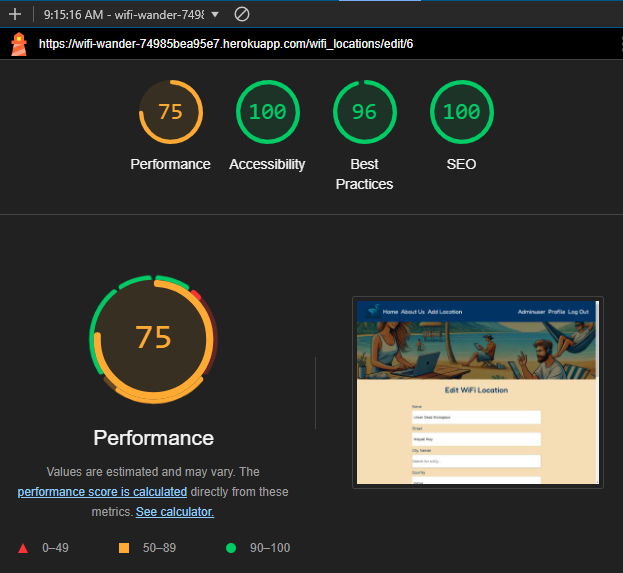 9:15:16 AM - wifi-wander-7498
https://wifi-wander-74985bea95e7.herokuapp.com/wifi_locations/edit/6
75 100 96 100
Performance Accessibility Best Practices SEO
75
Performance
Values are estimated and may vary. The
performance score is calculated directly from these
metrics. See calculator.
0–49 50–89 90–100
Home About Us Add Location Adminuser Profile Log Out
Edit WiFi Location
Name
Street
City Name
Country